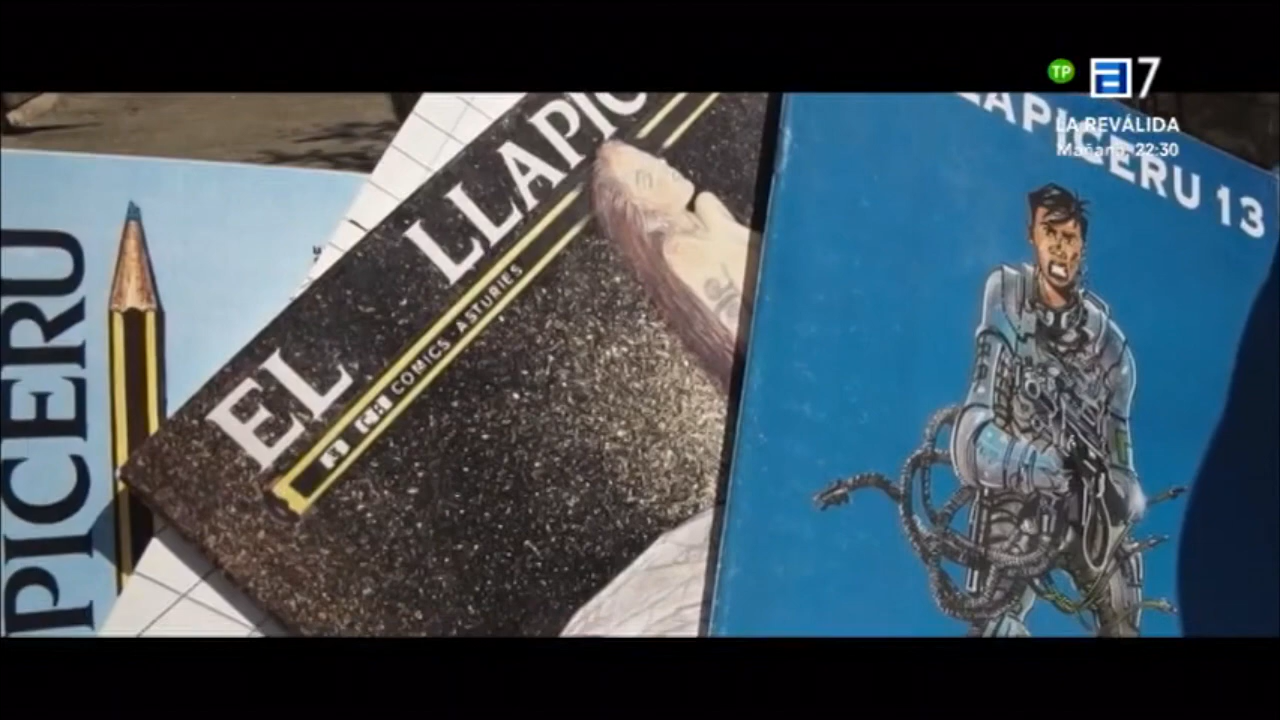 TP
7
LA REVÁLIDA
Mañana, 22:30
PICERU
EL LLAPIC
COMICS·ASTURIES
LAPICERU 13